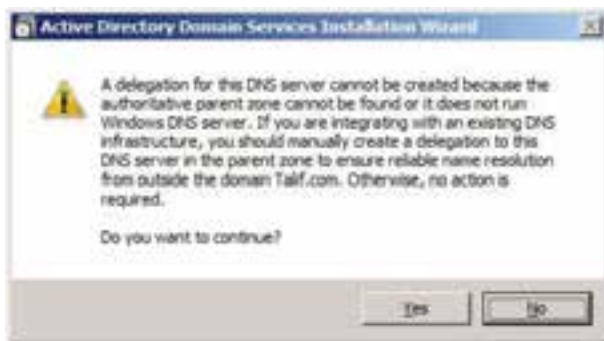 Active Directory Domain Services Installation Wizard
A delegation for this DNS server cannot be created because the
authoritative parent zone cannot be found or it does not run
Windows DNS server. If you are integrating with an existing DNS
infrastructure, you should manually create a delegation to this
DNS server in the parent zone to ensure reliable name resolution
from outside the domain Talif.com. Otherwise, no action is
required.
Do you want to continue?
Yes
No